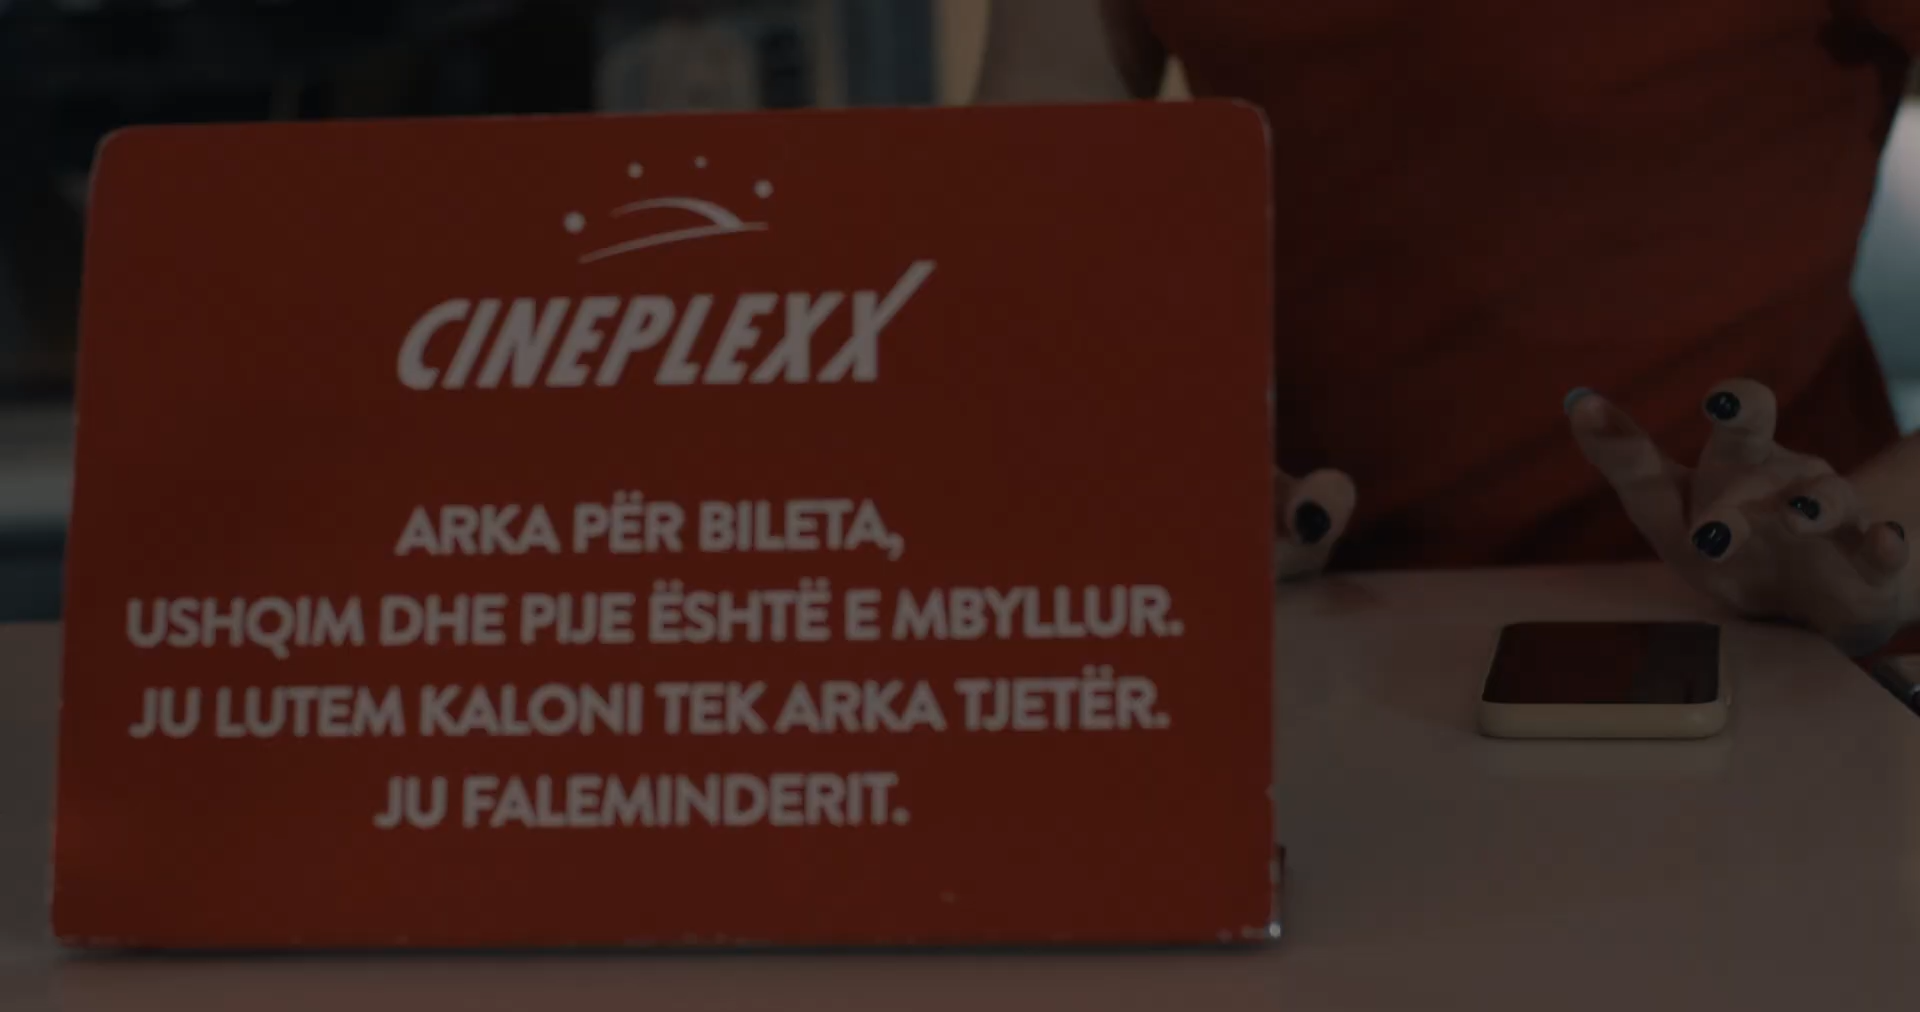 CINEPLEXX
ARKA PËR BILETA,
USHQIM DHE PIJE ËSHTË E MBYLLUR.
JU LUTEM KALONI TEK ARKA TJETËR.
JU FALEMINDERIT.